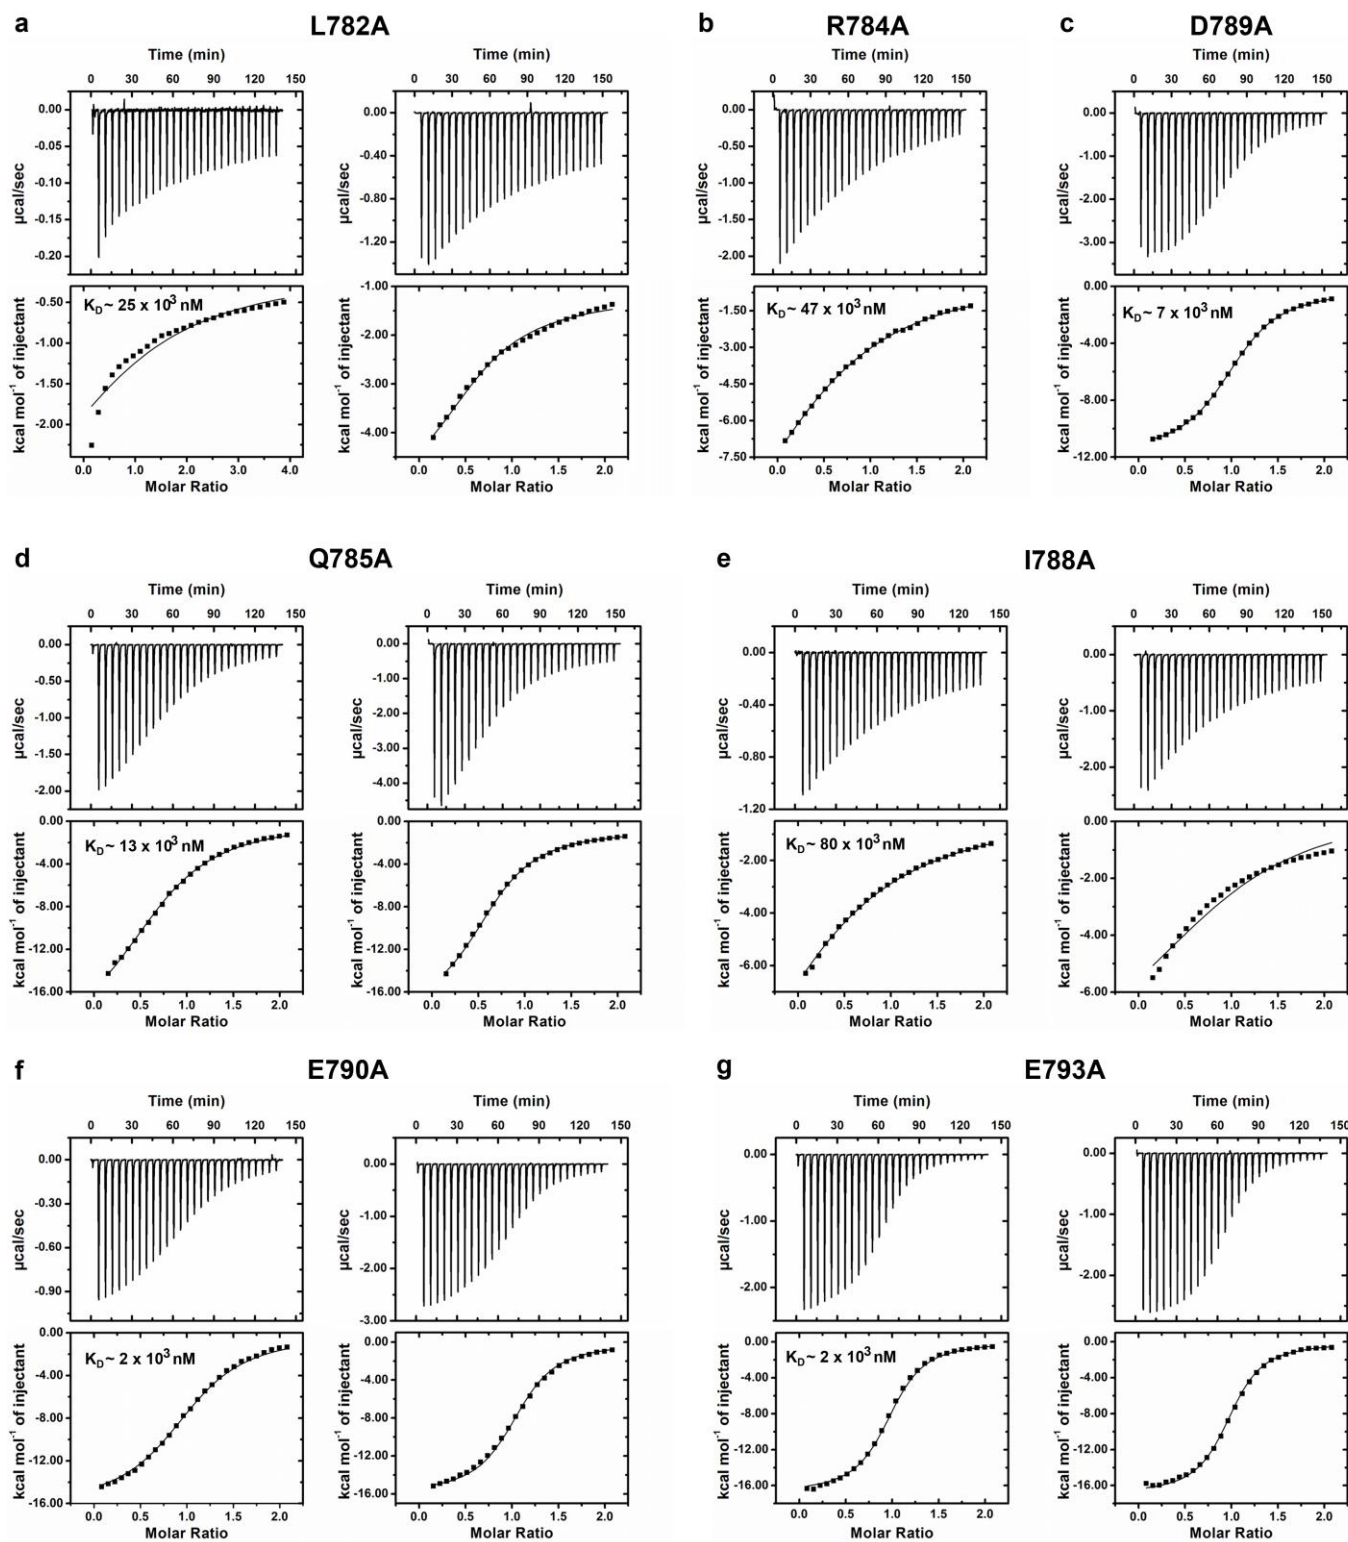 a L782A b R784A c D789A
Time (min) Time (min) Time (min)
0 30 60 90 120 150 0 30 60 90 120 150 0 30 60 90 120 150 0 30 60 90 120 150
µcal/sec 0.00 -0.05 -0.10 -0.15 -0.20
µcal/sec 0.00 -0.40 -0.80 -1.20
µcal/sec 0.00 -0.50 -1.00 -1.50 -2.00
µcal/sec 0.00 -1.00 -2.00 -3.00
kcal mol⁻¹ of injectant -0.50 -1.00 -1.50 -2.00
K_D ~ 25 x 10³ nM
kcal mol⁻¹ of injectant -1.00 -2.00 -3.00 -4.00
kcal mol⁻¹ of injectant -1.50 -3.00 -4.50 -6.00 -7.50
K_D ~ 47 x 10³ nM
kcal mol⁻¹ of injectant 0.00 -4.00 -8.00 -12.00
K_D ~ 7 x 10³ nM
0.0 1.0 2.0 3.0 4.0 0.0 0.5 1.0 1.5 2.0 0.0 0.5 1.0 1.5 2.0 0.0 0.5 1.0 1.5 2.0
Molar Ratio Molar Ratio Molar Ratio Molar Ratio
d Q785A e I788A
Time (min) Time (min)
0 30 60 90 120 150 0 30 60 90 120 150 0 30 60 90 120 150 0 30 60 90 120 150
µcal/sec 0.00 -0.50 -1.00 -1.50 -2.00
µcal/sec 0.00 -1.00 -2.00 -3.00 -4.00
µcal/sec 0.00 -0.40 -0.80 -1.20
µcal/sec 0.00 -1.00 -2.00
kcal mol⁻¹ of injectant 0.00 -4.00 -8.00 -12.00 -16.00
K_D ~ 13 x 10³ nM
kcal mol⁻¹ of injectant 0.00 -4.00 -8.00 -12.00 -16.00
kcal mol⁻¹ of injectant -2.00 -4.00 -6.00
K_D ~ 80 x 10³ nM
kcal mol⁻¹ of injectant 0.00 -2.00 -4.00 -6.00
0.0 0.5 1.0 1.5 2.0 0.0 0.5 1.0 1.5 2.0 0.0 0.5 1.0 1.5 2.0 0.0 0.5 1.0 1.5 2.0
Molar Ratio Molar Ratio Molar Ratio Molar Ratio
f E790A g E793A
Time (min) Time (min)
0 30 60 90 120 150 0 30 60 90 120 150 0 30 60 90 120 150 0 30 60 90 120 150
µcal/sec 0.00 -0.30 -0.60 -0.90
µcal/sec 0.00 -1.00 -2.00 -3.00
µcal/sec 0.00 -1.00 -2.00
µcal/sec 0.00 -1.00 -2.00
kcal mol⁻¹ of injectant 0.00 -4.00 -8.00 -12.00 -16.00
K_D ~ 2 x 10³ nM
kcal mol⁻¹ of injectant 0.00 -4.00 -8.00 -12.00 -16.00
kcal mol⁻¹ of injectant 0.00 -4.00 -8.00 -12.00 -16.00
K_D ~ 2 x 10³ nM
kcal mol⁻¹ of injectant 0.00 -4.00 -8.00 -12.00 -16.00
0.0 0.5 1.0 1.5 2.0 0.0 0.5 1.0 1.5 2.0 0.0 0.5 1.0 1.5 2.0 0.0 0.5 1.0 1.5 2.0
Molar Ratio Molar Ratio Molar Ratio Molar Ratio